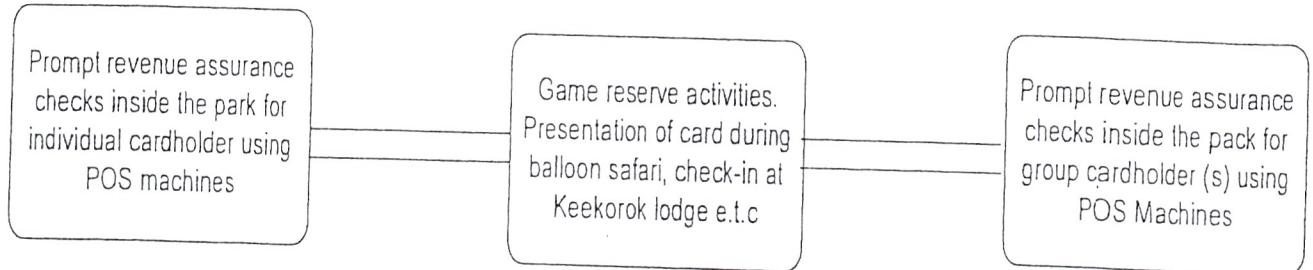 Prompt revenue assurance
checks inside the park for
individual cardholder using
POS machines
Game reserve activities.
Presentation of card during
balloon safari, check-in at
Keekorok lodge e.t.c
Prompt revenue assurance
checks inside the pack for
group cardholder (s) using
POS Machines